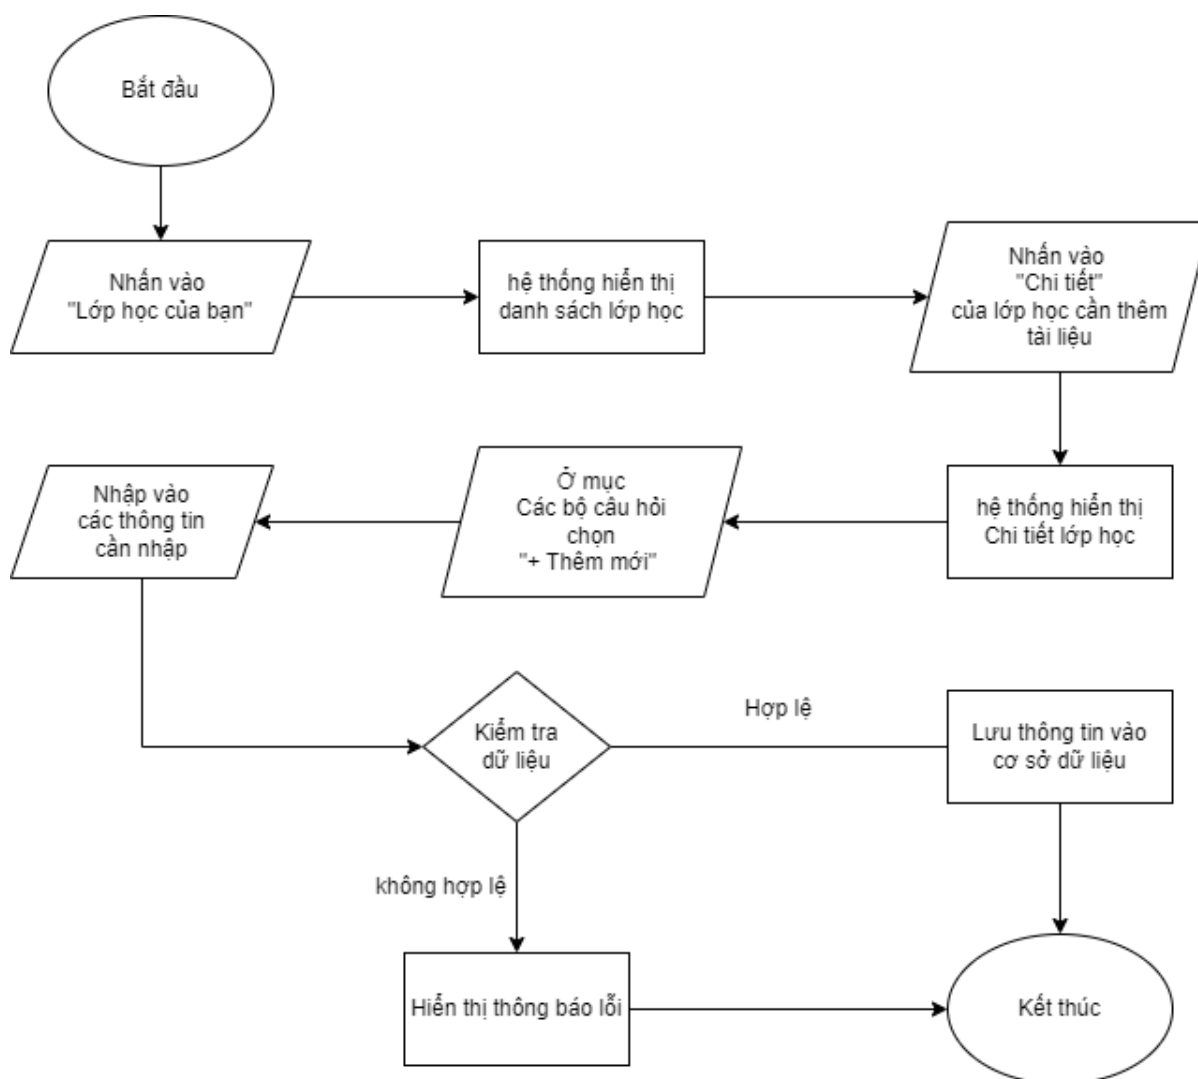 Bắt đầu
Nhấn vào
"Lớp học của bạn"
hệ thống hiển thị
danh sách lớp học
Nhấn vào
"Chi tiết"
của lớp học cần thêm
tài liệu
hệ thống hiển thị
Chi tiết lớp học
Ở mục
Các bộ câu hỏi
chọn
"+ Thêm mới"
Nhập vào
các thông tin
cần nhập
Kiểm tra
dữ liệu
Hợp lệ
Lưu thông tin vào
cơ sở dữ liệu
không hợp lệ
Hiển thị thông báo lỗi
Kết thúc